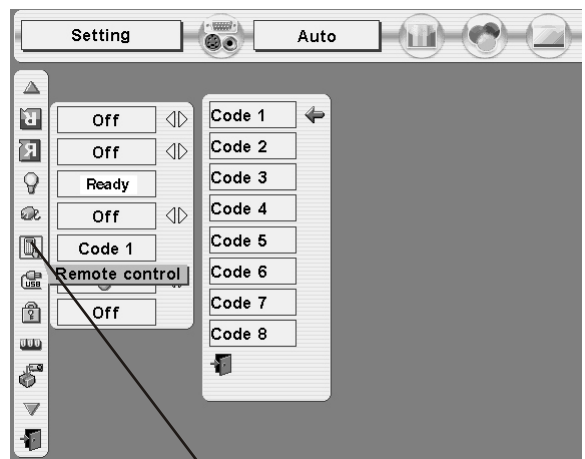 Setting
Auto
Off
Off
Ready
Off
Code 1
Remote control
Off
USB
Code 1
Code 2
Code 3
Code 4
Code 5
Code 6
Code 7
Code 8